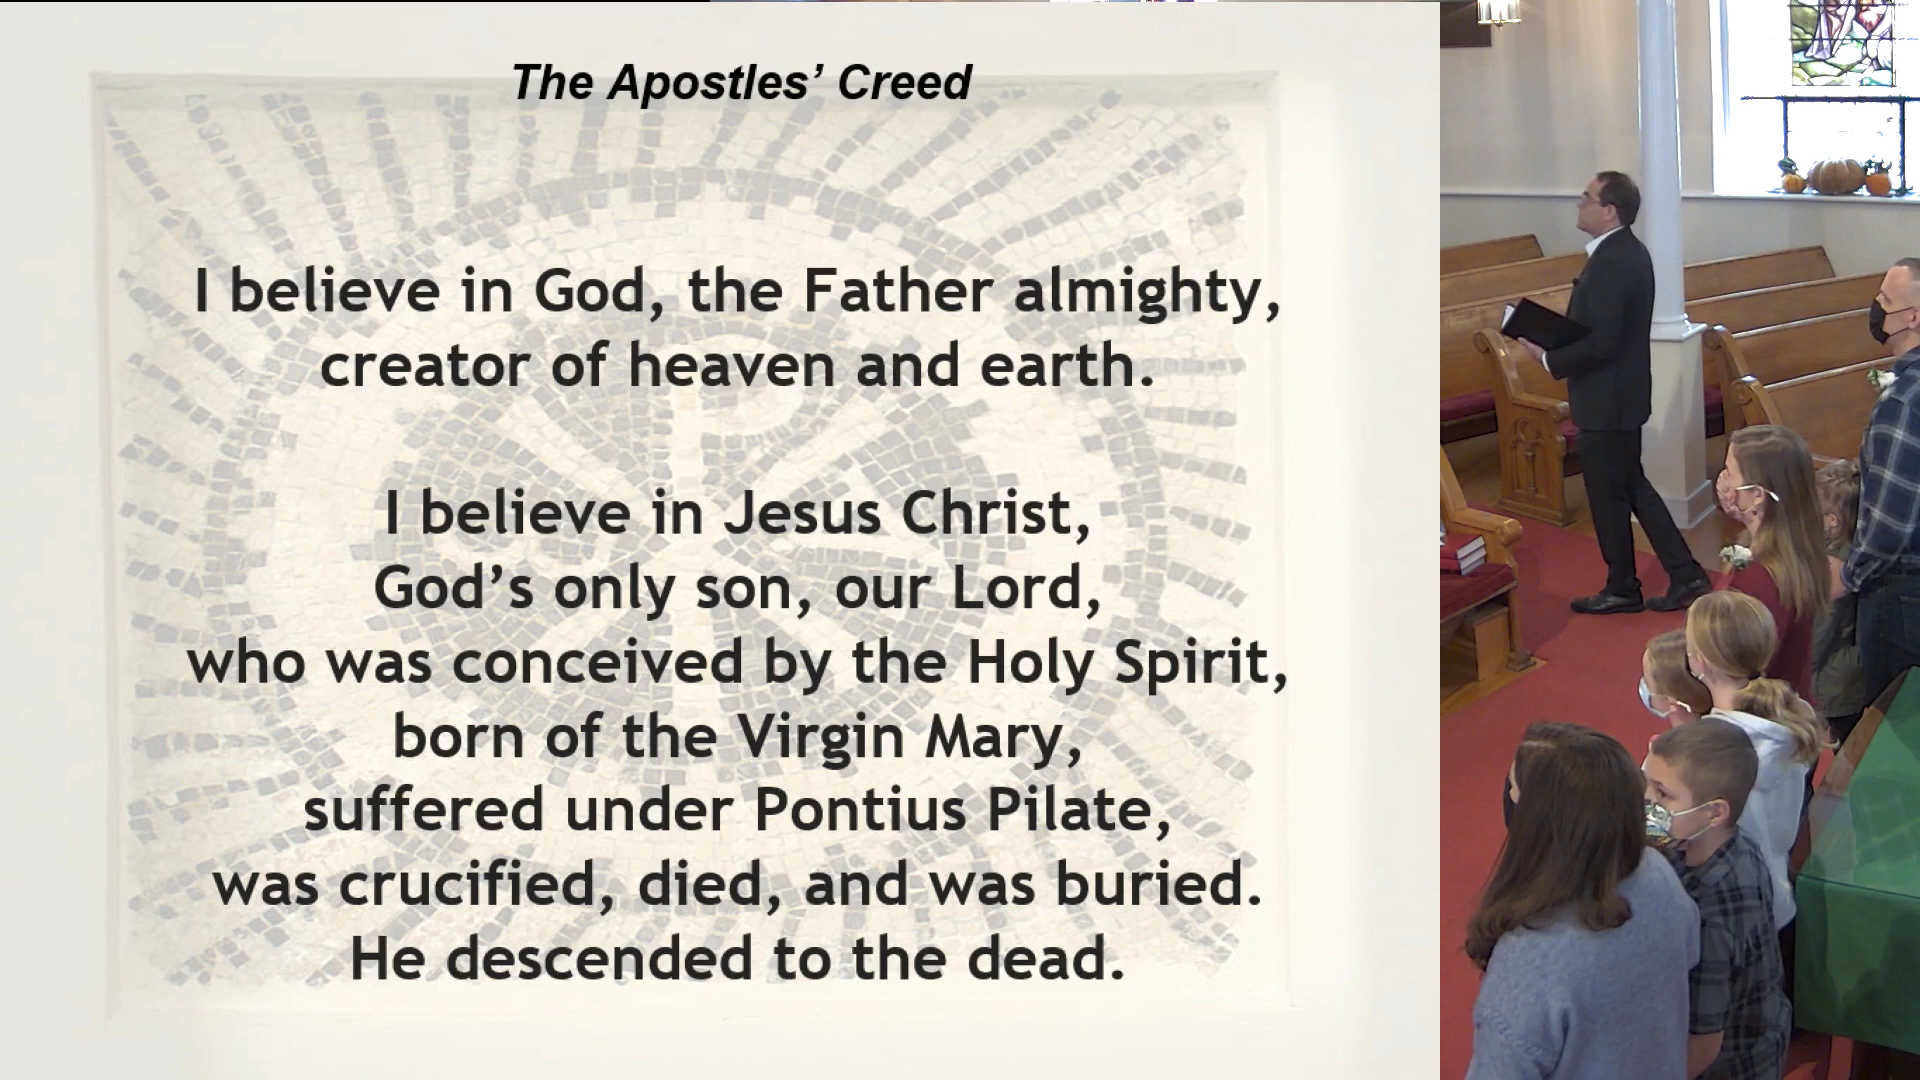 The Apostles’ Creed
I believe in God, the Father almighty,
creator of heaven and earth.
I believe in Jesus Christ,
God’s only son, our Lord,
who was conceived by the Holy Spirit,
born of the Virgin Mary,
suffered under Pontius Pilate,
was crucified, died, and was buried.
He descended to the dead.